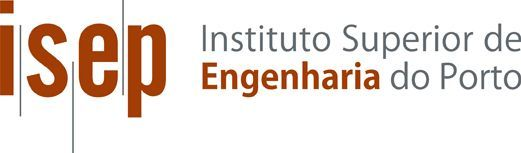 isep
Instituto Superior de
Engenharia do Porto